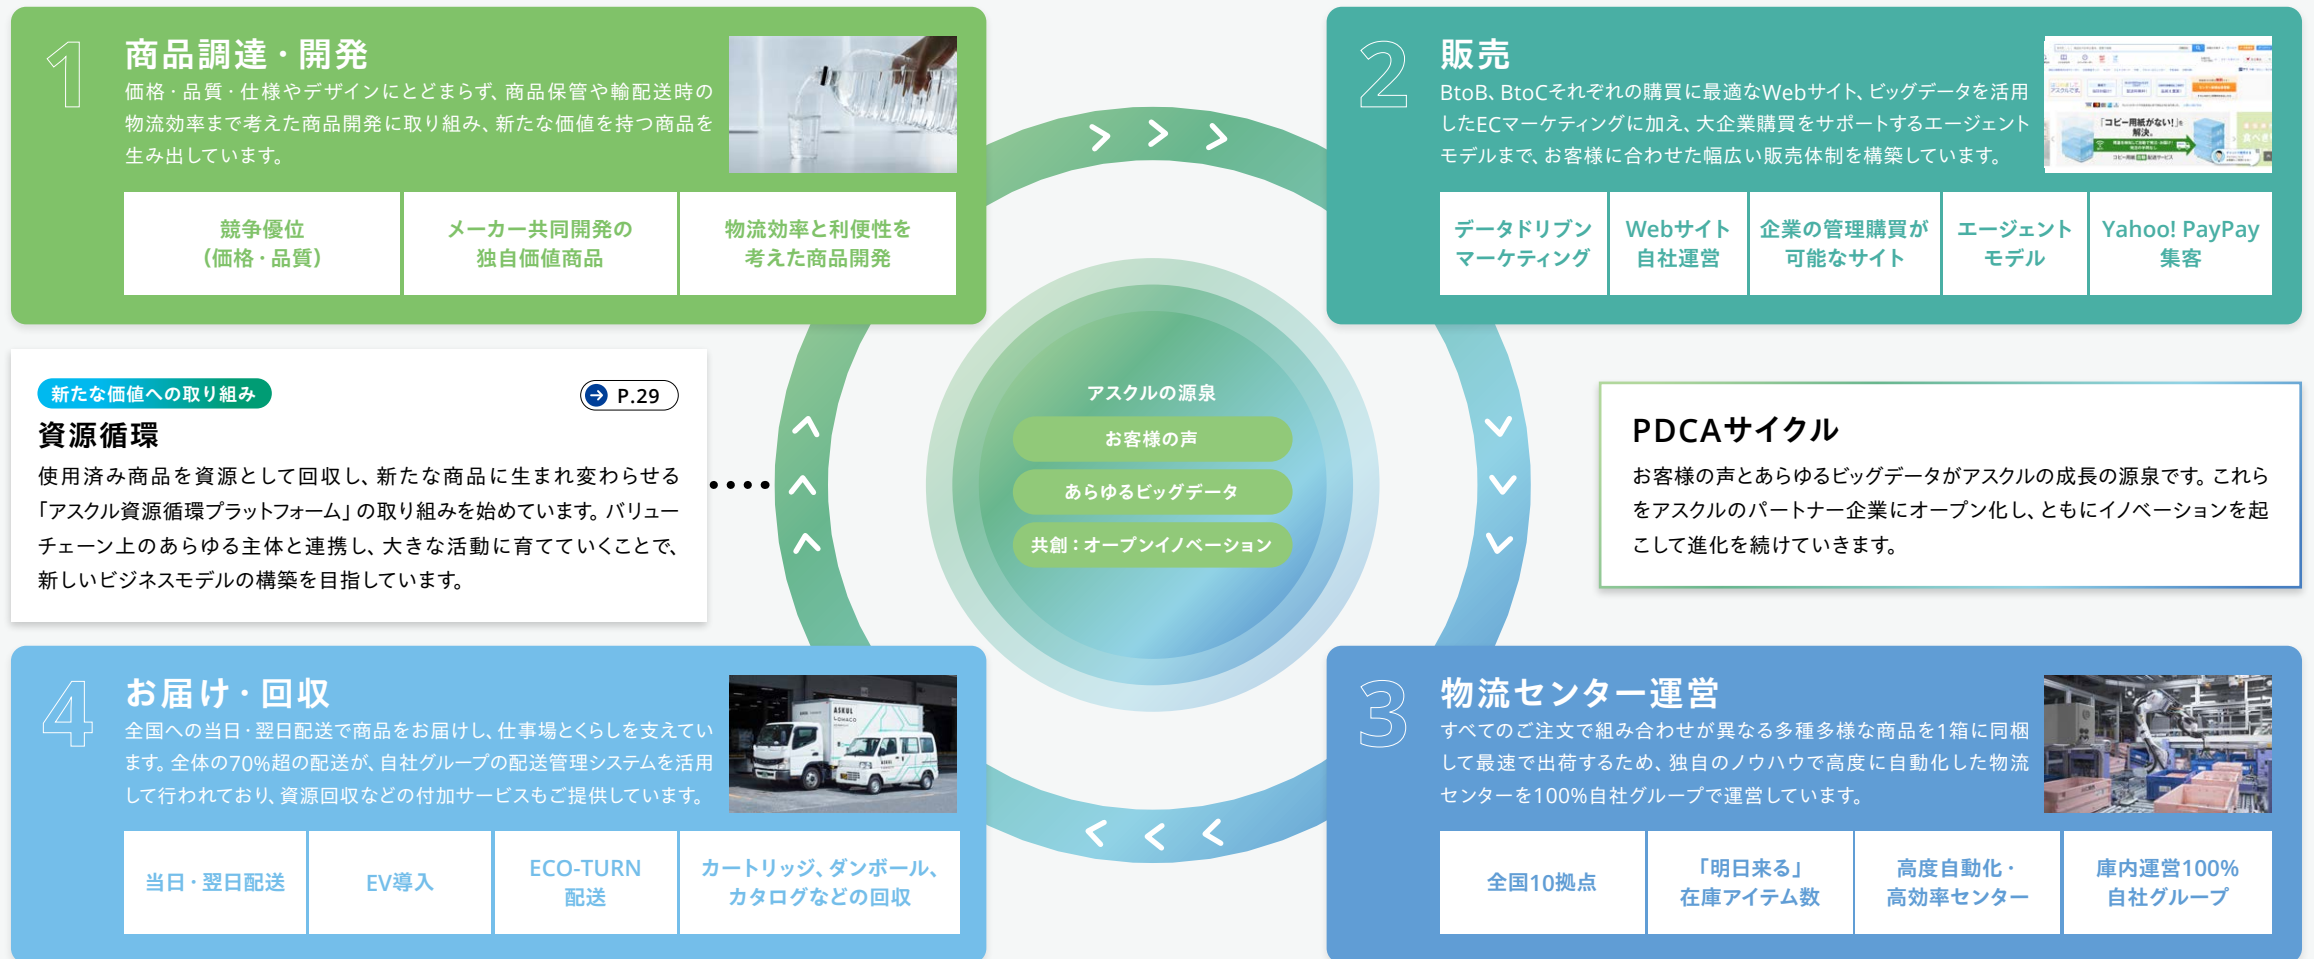 1
商品調達・開発
価格・品質・仕様やデザインにとどまらず、商品保管や輸配送時の
物流効率まで考えた商品開発に取り組み、新たな価値を持つ商品を
生み出しています。
競争優位
（価格・品質）
メーカー共同開発の
独自価値商品
物流効率と利便性を
考えた商品開発
2
販売
BtoB、BtoCそれぞれの購買に最適なWebサイト、ビッグデータを活用
したECマーケティングに加え、大企業購買をサポートするエージェント
モデルまで、お客様に合わせた幅広い販売体制を構築しています。
「コピー用紙がない！」を
解決。
データドリブン
マーケティング
Webサイト
自社運営
企業の管理購買が
可能なサイト
エージェント
モデル
Yahoo! PayPay
集客
新たな価値への取り組み
P.29
資源循環
使用済み商品を資源として回収し、新たな商品に生まれ変わらせる
「アスクル資源循環プラットフォーム」の取り組みを始めています。バリュー
チェーン上のあらゆる主体と連携し、大きな活動に育てていくことで、
新しいビジネスモデルの構築を目指しています。
アスクルの源泉
お客様の声
あらゆるビッグデータ
共創：オープンイノベーション
PDCAサイクル
お客様の声とあらゆるビッグデータがアスクルの成長の源泉です。これら
をアスクルのパートナー企業にオープン化し、ともにイノベーションを起
こして進化を続けていきます。
4
お届け・回収
全国への当日・翌日配送で商品をお届けし、仕事場とくらしを支えてい
ます。全体の70%超の配送が、自社グループの配送管理システムを活用
して行われており、資源回収などの付加サービスもご提供しています。
ASKUL
LOHACO
当日・翌日配送
EV導入
ECO-TURN
配送
カートリッジ、ダンボール、
カタログなどの回収
3
物流センター運営
すべてのご注文で組み合わせが異なる多種多様な商品を1箱に同梱
して最速で出荷するため、独自のノウハウで高度に自動化した物流
センターを100%自社グループで運営しています。
全国10拠点
「明日来る」
在庫アイテム数
高度自動化・
高効率センター
庫内運営100%
自社グループ